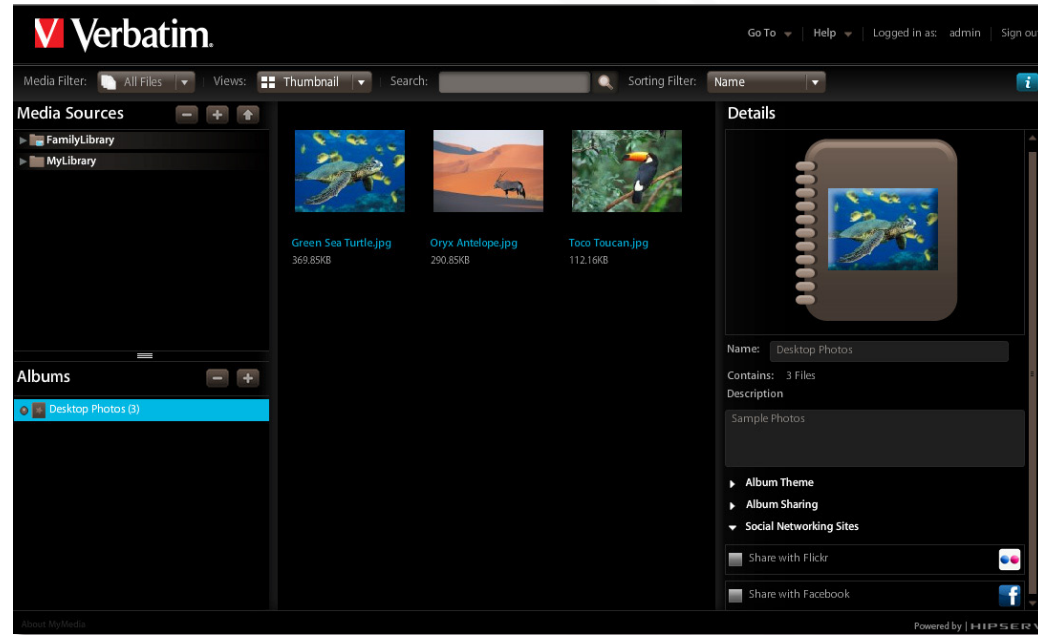 Verbatim.
Go To | Help | Logged in as: admin | Sign ou
Media Filter: All Files Views: Thumbnail Search: Sorting Filter: Name i
Media Sources
FamilyLibrary
MyLibrary
Green Sea Turtle.jpg
369.85KB
Oryx Antelope.jpg
290.85KB
Toco Toucan.jpg
112.16KB
Details
Name: Desktop Photos
Contains: 3 Files
Description
Sample Photos
Album Theme
Album Sharing
Social Networking Sites
Share with Flickr
Share with Facebook
f
Albums
Desktop Photos (3)
About MyMedia
Powered by | HIPSERV